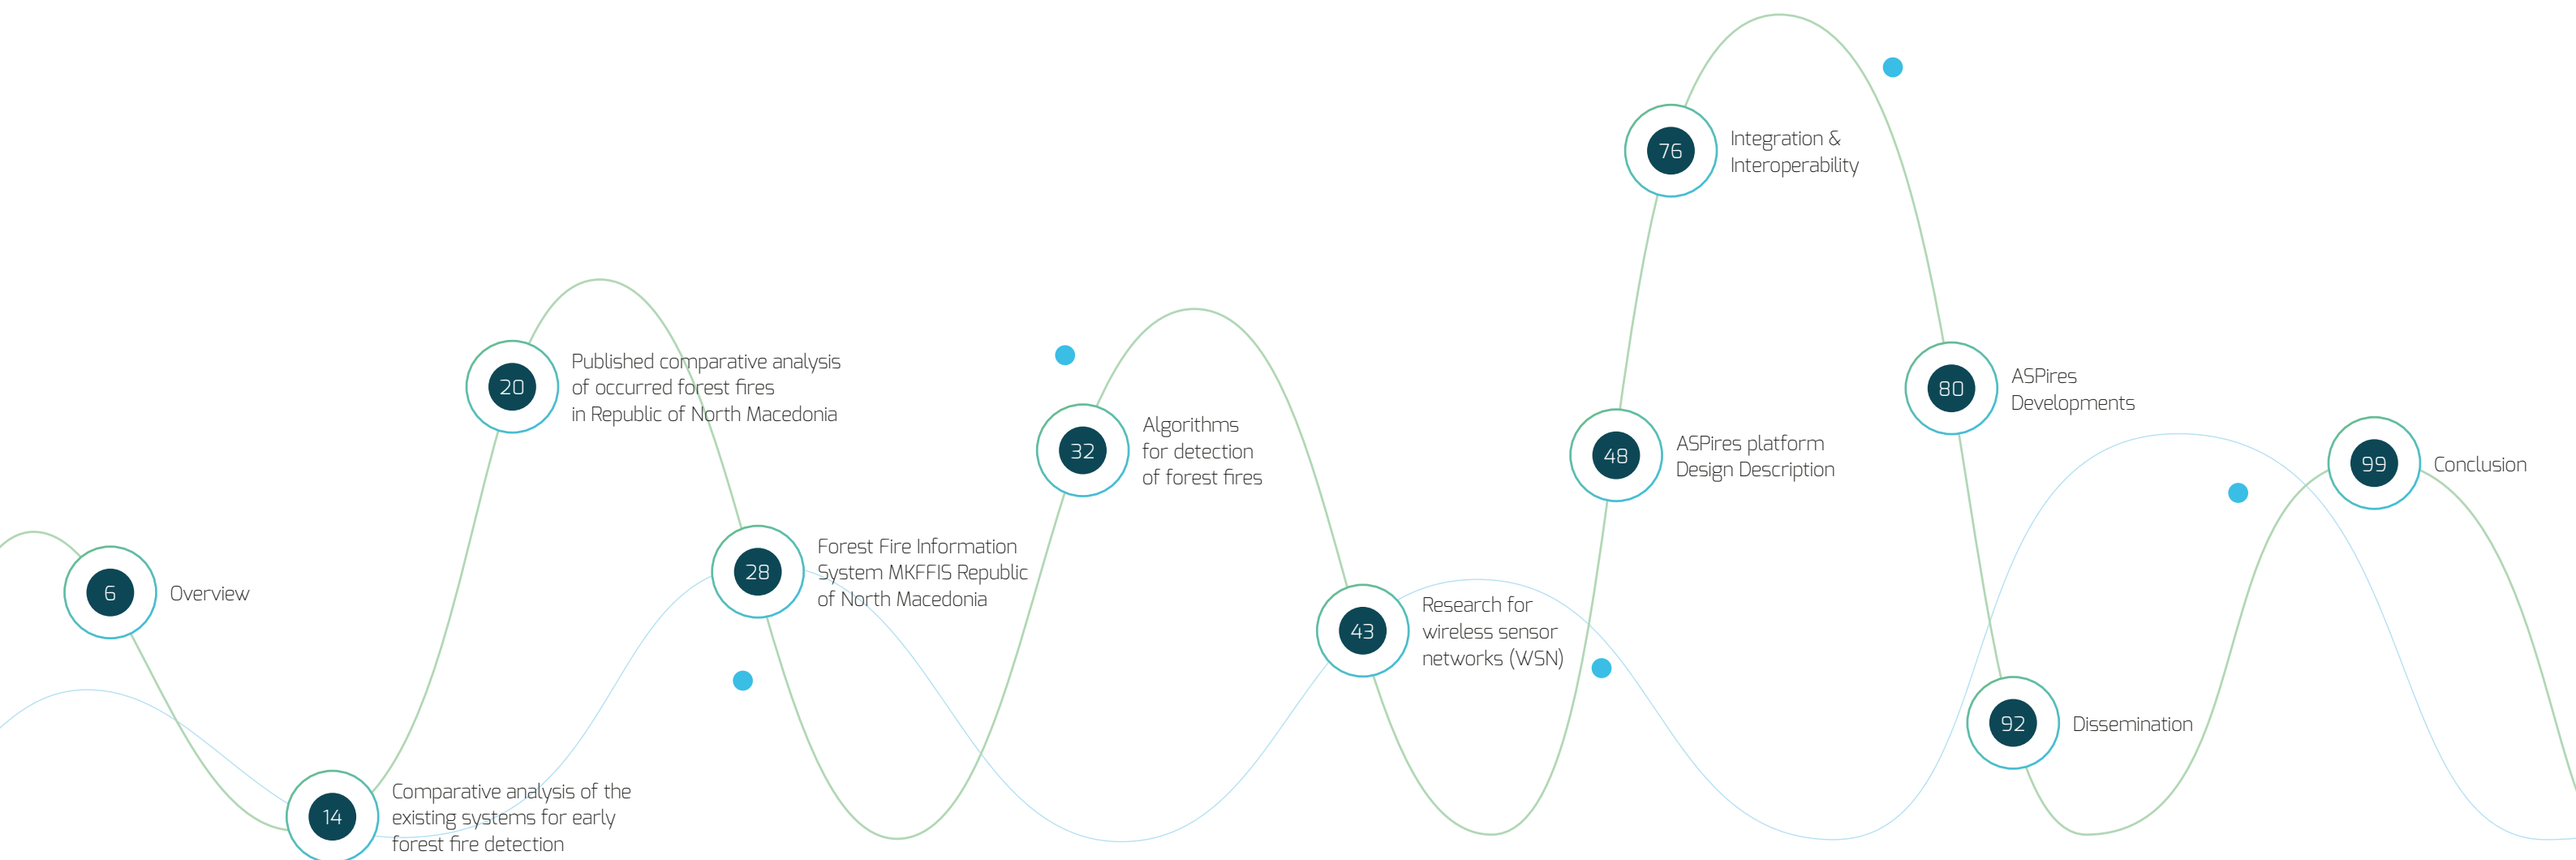 6
Overview
14
Comparative analysis of the
existing systems for early
forest fire detection
20
Published comparative analysis
of occurred forest fires
in Republic of North Macedonia
28
Forest Fire Information
System MKFFIS Republic
of North Macedonia
32
Algorithms
for detection
of forest fires
43
Research for
wireless sensor
networks (WSN)
48
ASPires platform
Design Description
76
Integration &
Interoperability
80
ASPires
Developments
92
Dissemination
99
Conclusion